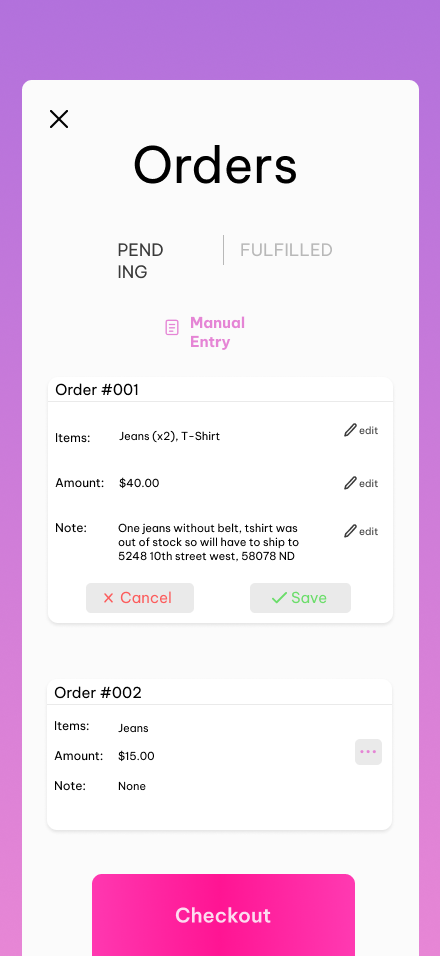 Orders
PEND
ING
FULFILLED
Manual
Entry
Order #001
Items: Jeans (x2), T-Shirt edit
Amount: $40.00 edit
Note: One jeans without belt, tshirt was edit
out of stock so will have to ship to
5248 10th street west, 58078 ND
Cancel Save
Order #002
Items: Jeans
Amount: $15.00
Note: None
Checkout